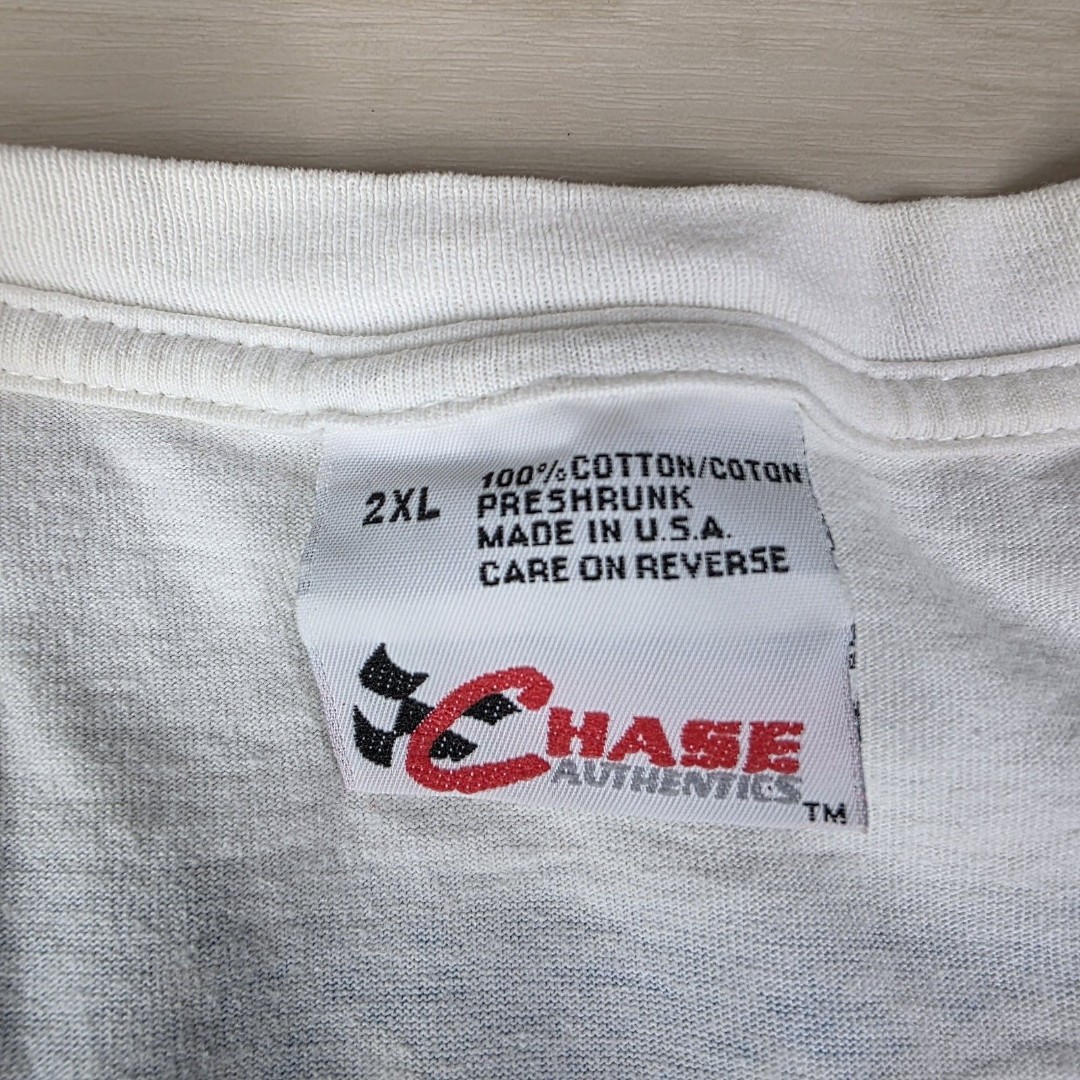 2XL
100% COTTON/COTON
PRESHRUNK
MADE IN U.S.A.
CARE ON REVERSE
CHASE
AUTHENTICS
TM